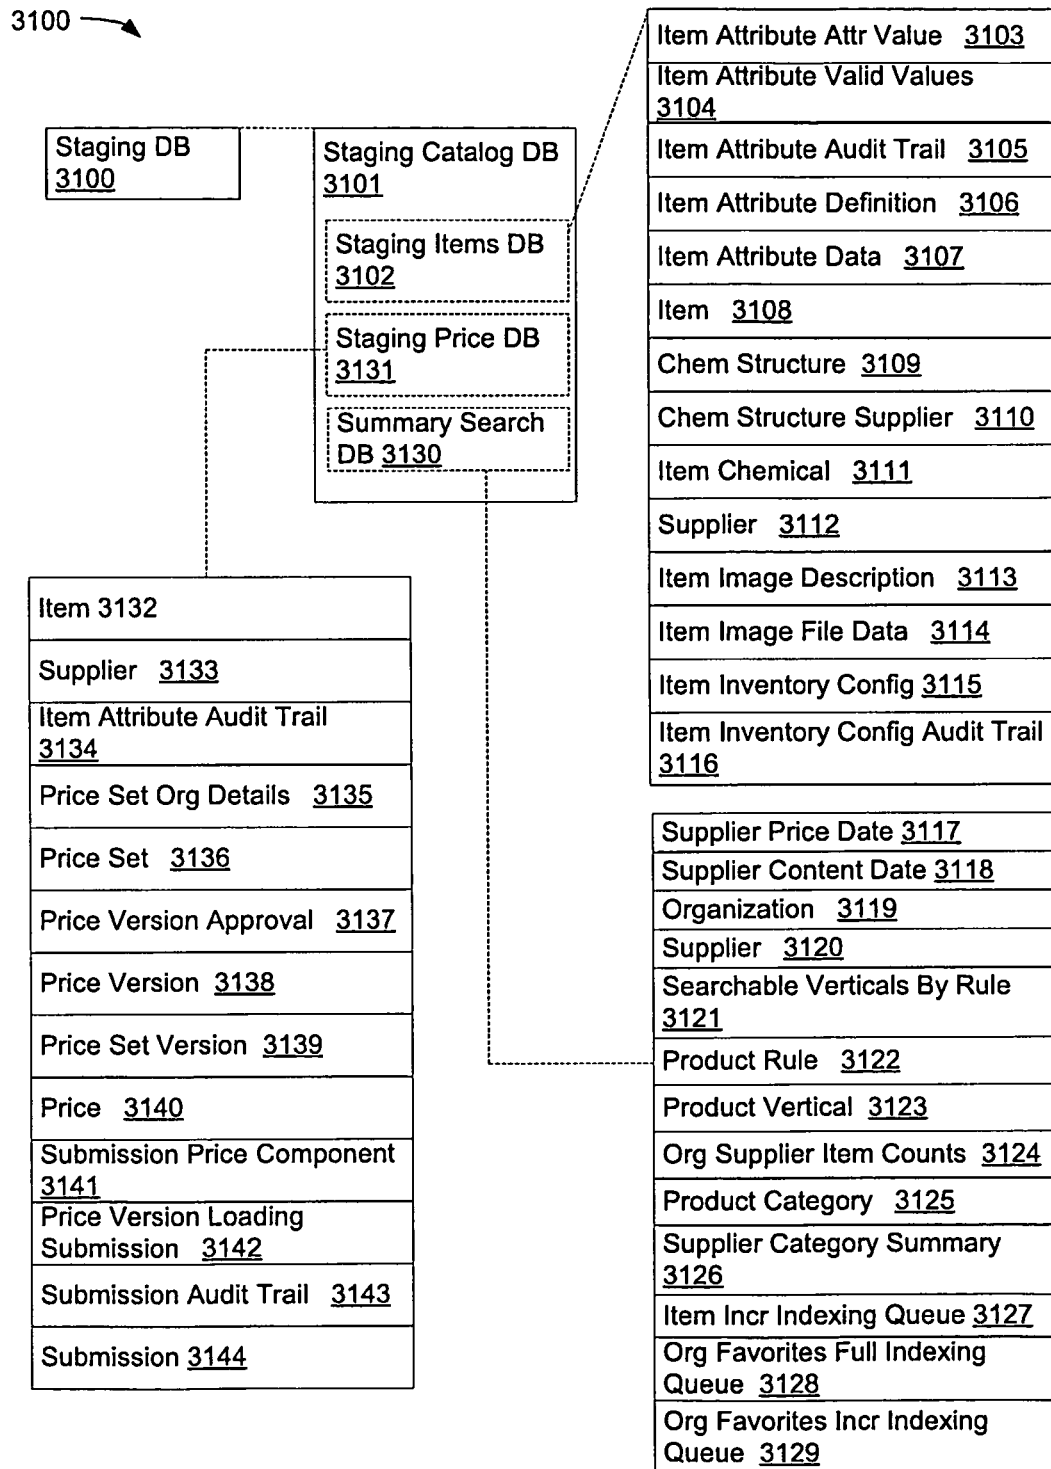 3100
Staging DB
3100
Staging Catalog DB
3101
Staging Items DB
3102
Staging Price DB
3131
Summary Search
DB 3130
Item Attribute Attr Value 3103
Item Attribute Valid Values
3104
Item Attribute Audit Trail 3105
Item Attribute Definition 3106
Item Attribute Data 3107
Item 3108
Chem Structure 3109
Chem Structure Supplier 3110
Item Chemical 3111
Supplier 3112
Item Image Description 3113
Item Image File Data 3114
Item Inventory Config 3115
Item Inventory Config Audit Trail
3116
Item 3132
Supplier 3133
Item Attribute Audit Trail
3134
Price Set Org Details 3135
Price Set 3136
Price Version Approval 3137
Price Version 3138
Price Set Version 3139
Price 3140
Submission Price Component
3141
Price Version Loading
Submission 3142
Submission Audit Trail 3143
Submission 3144
Supplier Price Date 3117
Supplier Content Date 3118
Organization 3119
Supplier 3120
Searchable Verticals By Rule
3121
Product Rule 3122
Product Vertical 3123
Org Supplier Item Counts 3124
Product Category 3125
Supplier Category Summary
3126
Item Incr Indexing Queue 3127
Org Favorites Full Indexing
Queue 3128
Org Favorites Incr Indexing
Queue 3129